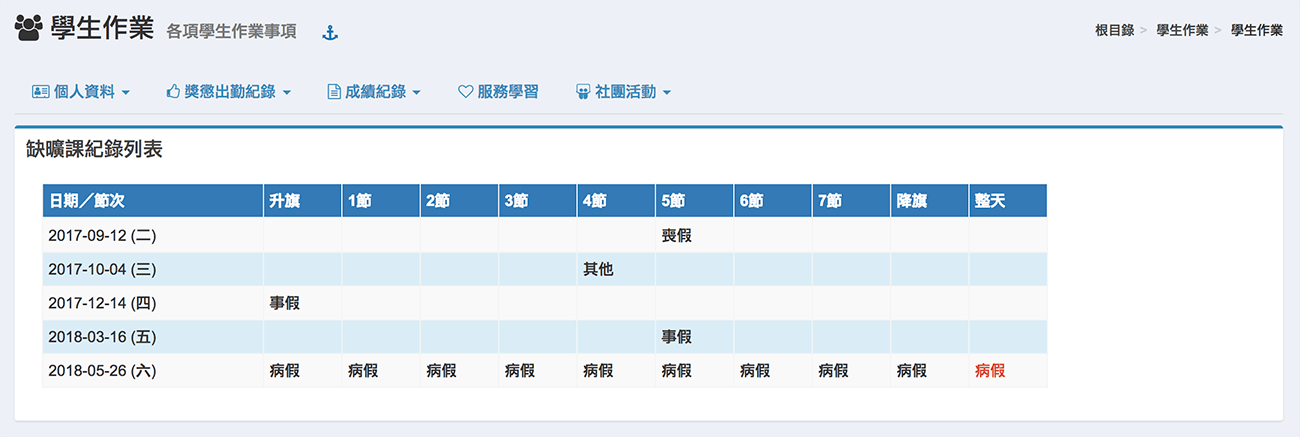 學生作業 各項學生作業事項
根目錄 > 學生作業 > 學生作業
個人資料 獎懲出勤紀錄 成績紀錄 服務學習 社團活動
缺曠課紀錄列表
日期／節次 升旗 1節 2節 3節 4節 5節 6節 7節 降旗 整天
2017-09-12 (二) 喪假
2017-10-04 (三) 其他
2017-12-14 (四) 事假
2018-03-16 (五) 事假
2018-05-26 (六) 病假 病假 病假 病假 病假 病假 病假 病假 病假 病假